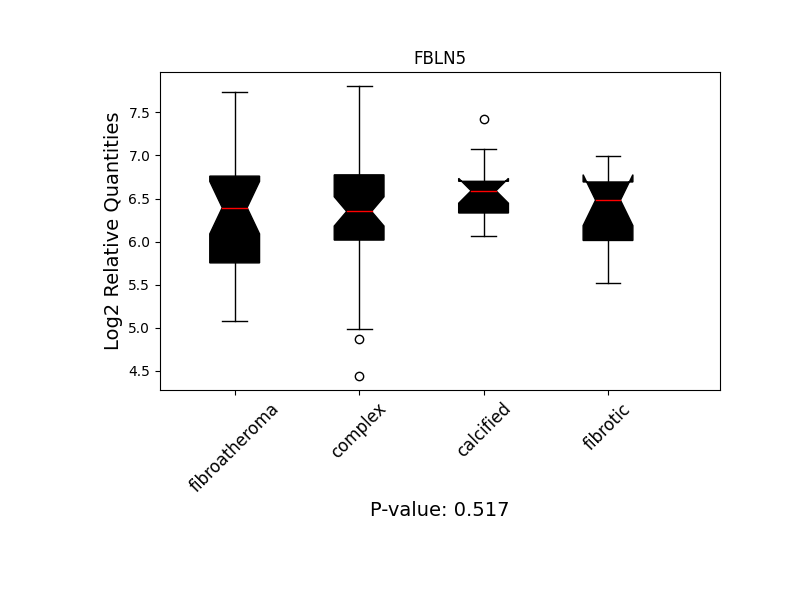 FBLN5
Log2 Relative Quantities
7.5
7.0
6.5
6.0
5.5
5.0
4.5
fibroatheroma
complex
calcified
fibrotic
P-value: 0.517